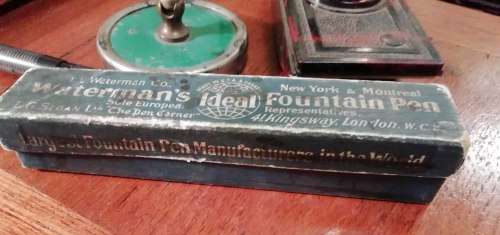 L.E. Waterman Co. New York & Montreal
Waterman's Ideal Fountain Pen
L.G. Sloan Ltd. Sole European Representatives.
The Pen Corner 41, Kingsway, London, W.C.2
Largest Fountain Pen Manufacturers in the World